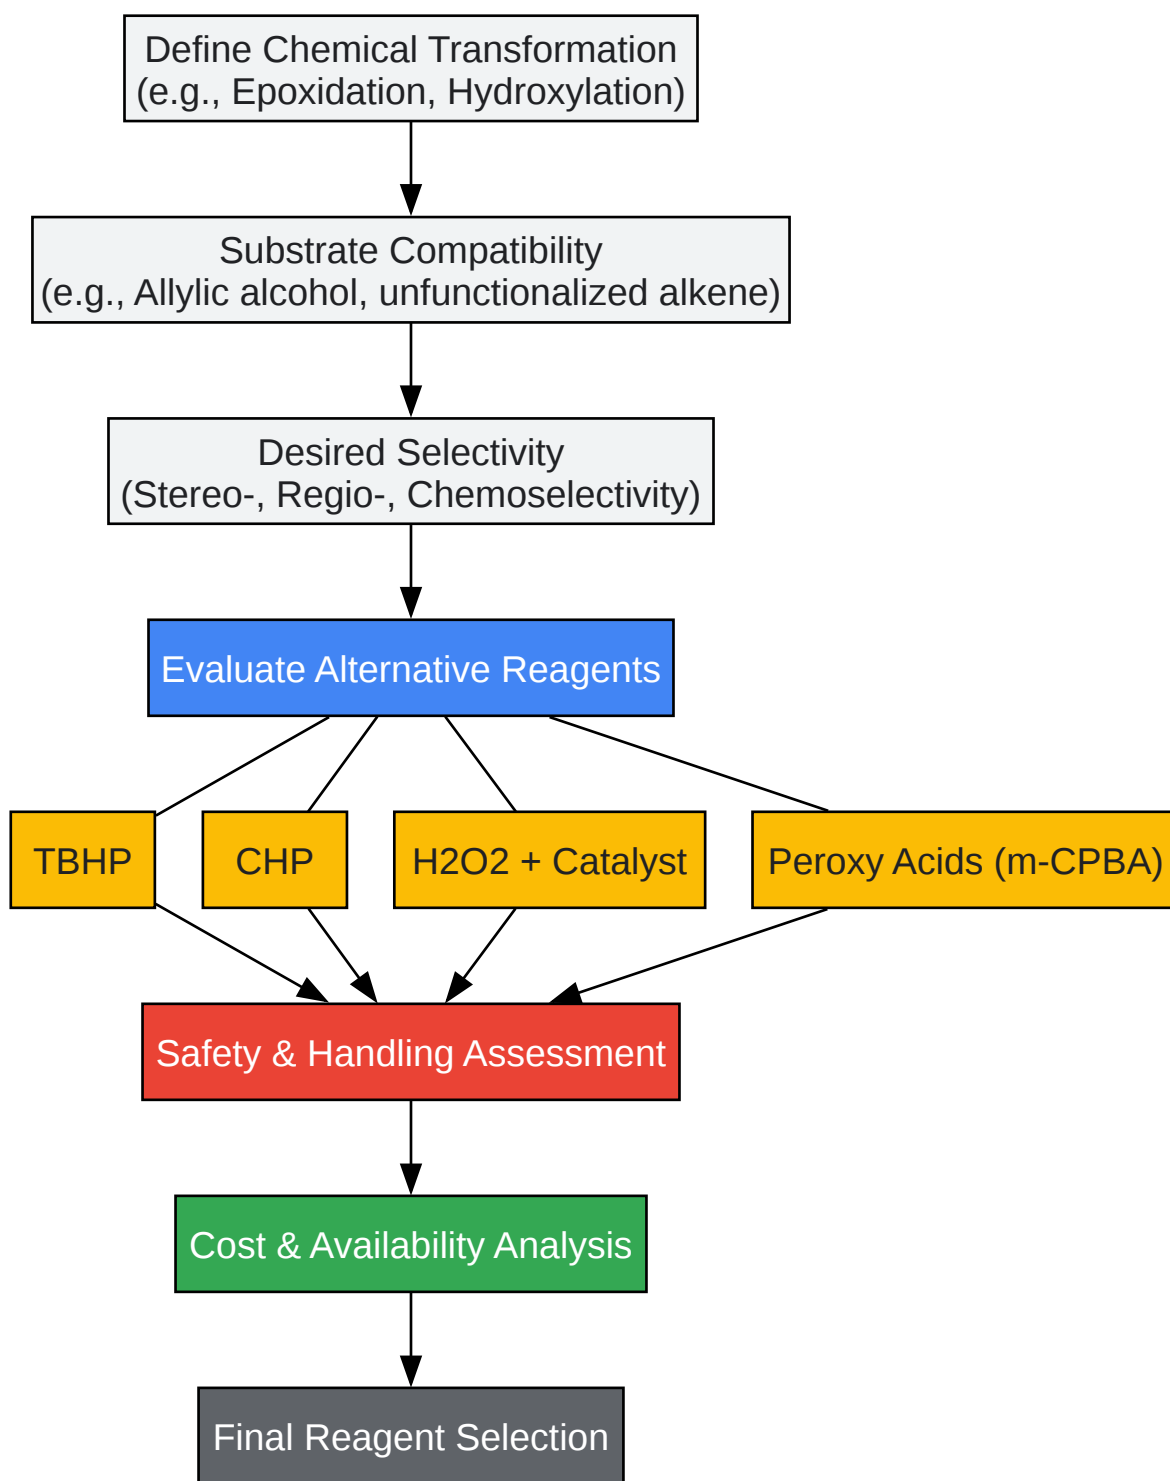 Define Chemical Transformation
(e.g., Epoxidation, Hydroxylation)
Substrate Compatibility
(e.g., Allylic alcohol, unfunctionalized alkene)
Desired Selectivity
(Stereo-, Regio-, Chemoselectivity)
Evaluate Alternative Reagents
TBHP
CHP
H2O2 + Catalyst
Peroxy Acids (m-CPBA)
Safety & Handling Assessment
Cost & Availability Analysis
Final Reagent Selection